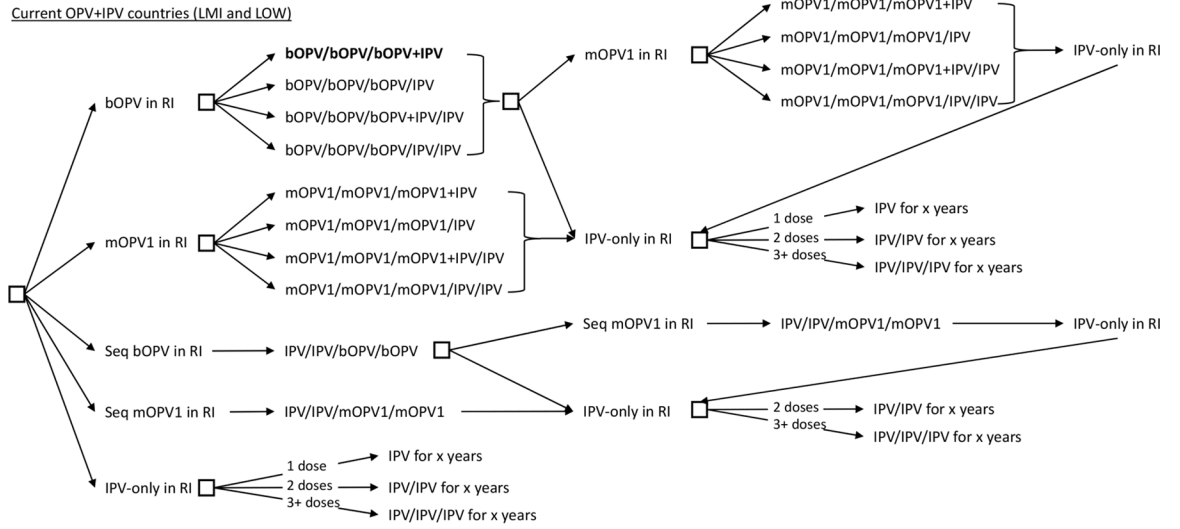 Current OPV+IPV countries (LMI and LOW)
bOPV in RI
bOPV/bOPV/bOPV+IPV
bOPV/bOPV/bOPV/IPV
bOPV/bOPV/bOPV+IPV/IPV
bOPV/bOPV/bOPV/IPV/IPV
mOPV1 in RI
mOPV1/mOPV1/mOPV1+IPV
mOPV1/mOPV1/mOPV1/IPV
mOPV1/mOPV1/mOPV1+IPV/IPV
mOPV1/mOPV1/mOPV1/IPV/IPV
IPV-only in RI
mOPV1 in RI
mOPV1/mOPV1/mOPV1+IPV
mOPV1/mOPV1/mOPV1/IPV
mOPV1/mOPV1/mOPV1+IPV/IPV
mOPV1/mOPV1/mOPV1/IPV/IPV
IPV-only in RI
1 dose
IPV for x years
2 doses
IPV/IPV for x years
3+ doses
IPV/IPV/IPV for x years
Seq bOPV in RI
IPV/IPV/bOPV/bOPV
Seq mOPV1 in RI
IPV/IPV/mOPV1/mOPV1
IPV-only in RI
Seq mOPV1 in RI
IPV/IPV/mOPV1/mOPV1
IPV-only in RI
2 doses
IPV/IPV for x years
3+ doses
IPV/IPV/IPV for x years
IPV-only in RI
1 dose
IPV for x years
2 doses
IPV/IPV for x years
3+ doses
IPV/IPV/IPV for x years